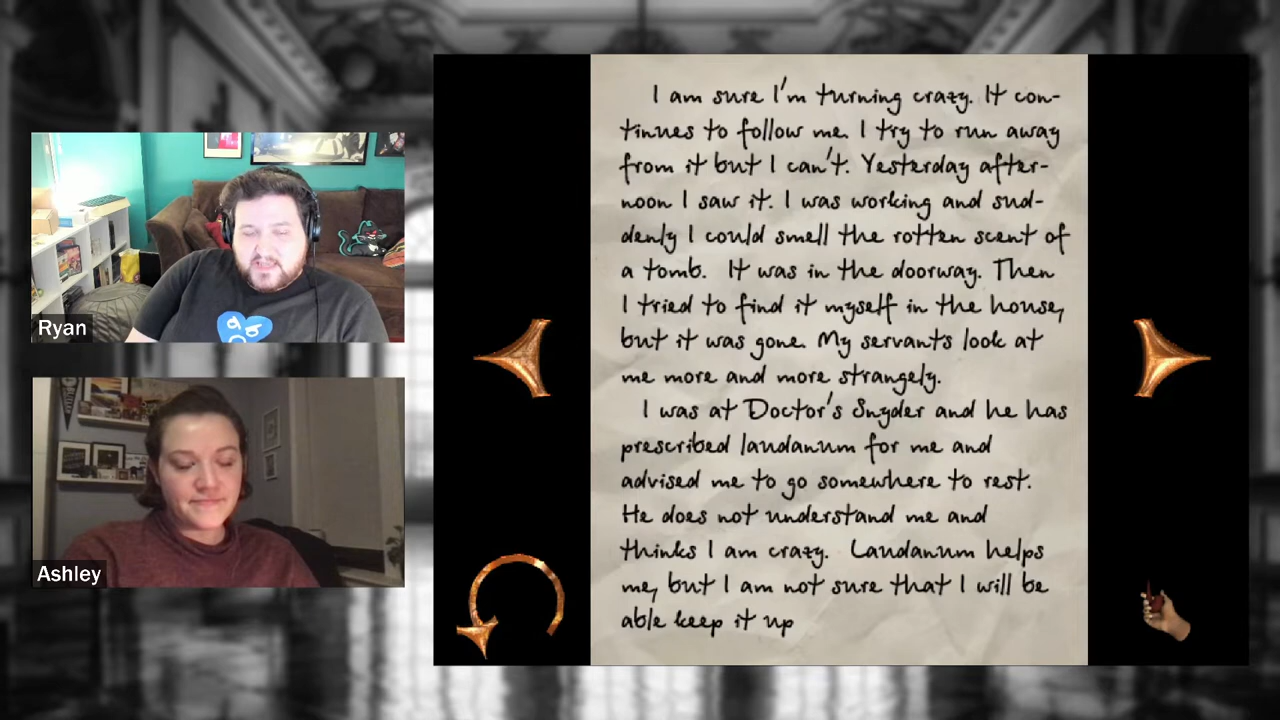 I am sure I'm turning crazy. It con-
tinues to follow me. I try to run away
from it but I can't. Yesterday after-
noon I saw it. I was working and sud-
denly I could smell the rotten scent of
a tomb. It was in the doorway. Then
I tried to find it myself in the house,
but it was gone. My servants look at
me more and more strangely.
I was at Doctor's Snyder and he has
prescribed laudanum for me and
advised me to go somewhere to rest.
He does not understand me and
thinks I am crazy. Laudanum helps
me, but I am not sure that I will be
able keep it up
Ryan
Ashley